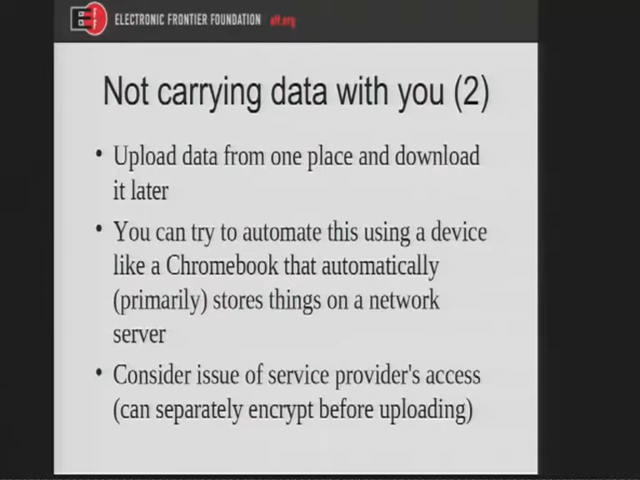 ELECTRONIC FRONTIER FOUNDATION eff.org
Not carrying data with you (2)
• Upload data from one place and download
it later
• You can try to automate this using a device
like a Chromebook that automatically
(primarily) stores things on a network
server
• Consider issue of service provider's access
(can separately encrypt before uploading)